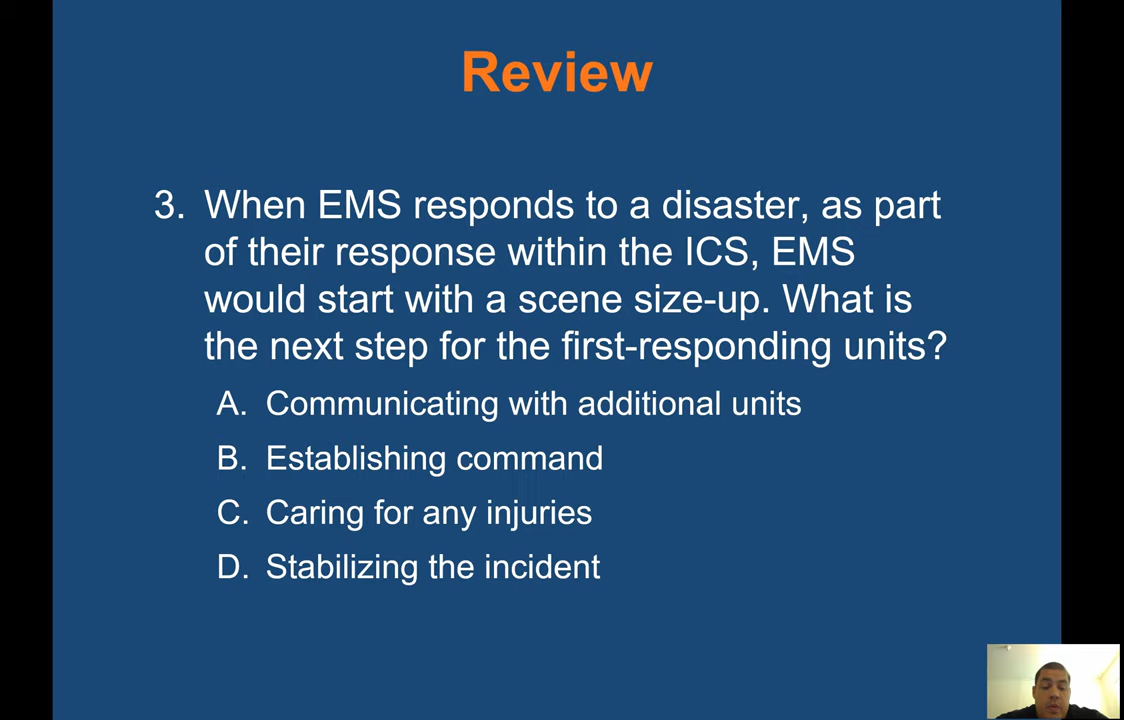 Review
3. When EMS responds to a disaster, as part
of their response within the ICS, EMS
would start with a scene size-up. What is
the next step for the first-responding units?
A. Communicating with additional units
B. Establishing command
C. Caring for any injuries
D. Stabilizing the incident